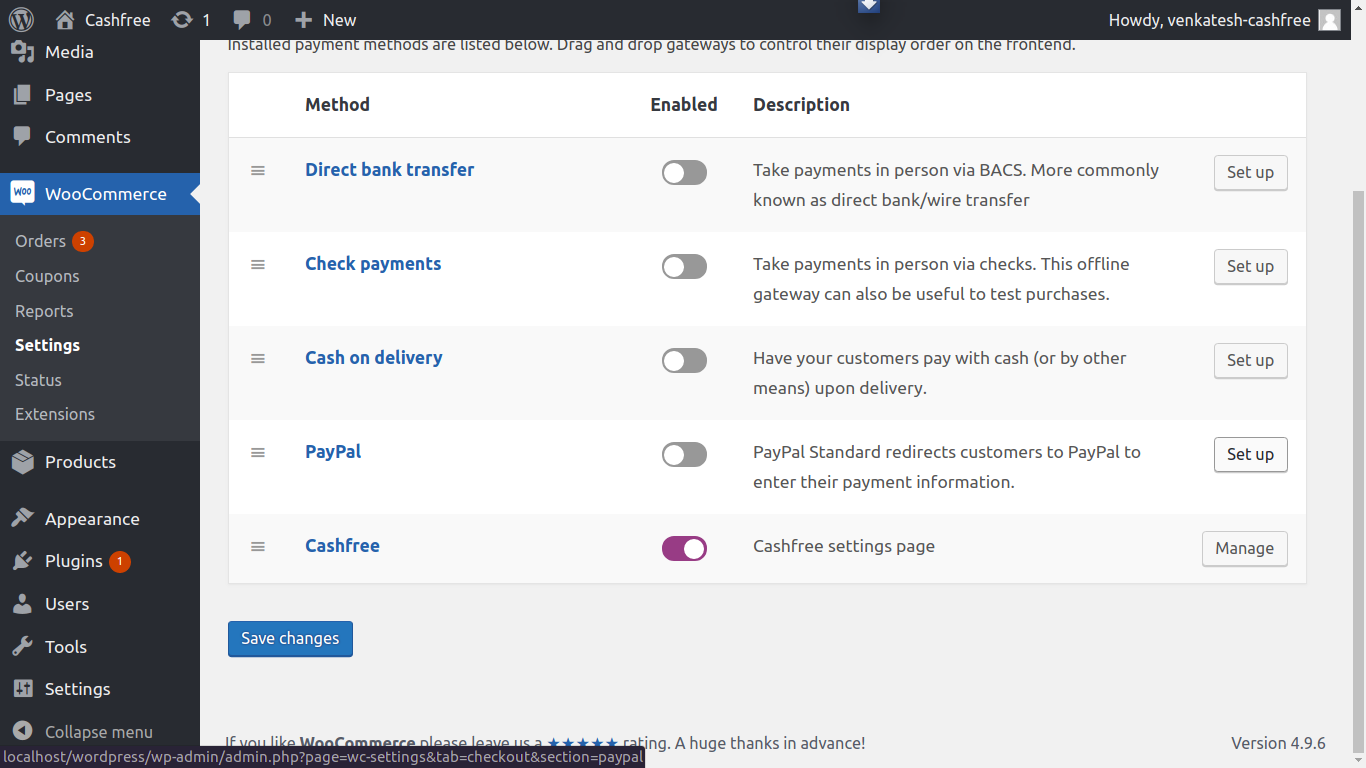 Cashfree
1
0
New
Howdy, venkatesh-cashfree
Media
Pages
Comments
Woo
WooCommerce
Orders 3
Coupons
Reports
Settings
Status
Extensions
Products
Appearance
Plugins 1
Users
Tools
Settings
Collapse menu
Installed payment methods are listed below. Drag and drop gateways to control their display order on the frontend.
Method Enabled Description
Direct bank transfer
Take payments in person via BACS. More commonly
known as direct bank/wire transfer
Set up
Check payments
Take payments in person via checks. This offline
gateway can also be useful to test purchases.
Set up
Cash on delivery
Have your customers pay with cash (or by other
means) upon delivery.
Set up
PayPal
PayPal Standard redirects customers to PayPal to
enter their payment information.
Set up
Cashfree
Cashfree settings page
Manage
Save changes
If you like WooCommerce please leave us a ★★★★★ rating. A huge thanks in advance!
Version 4.9.6
localhost/wordpress/wp-admin/admin.php?page=wc-settings&tab=checkout&section=paypal